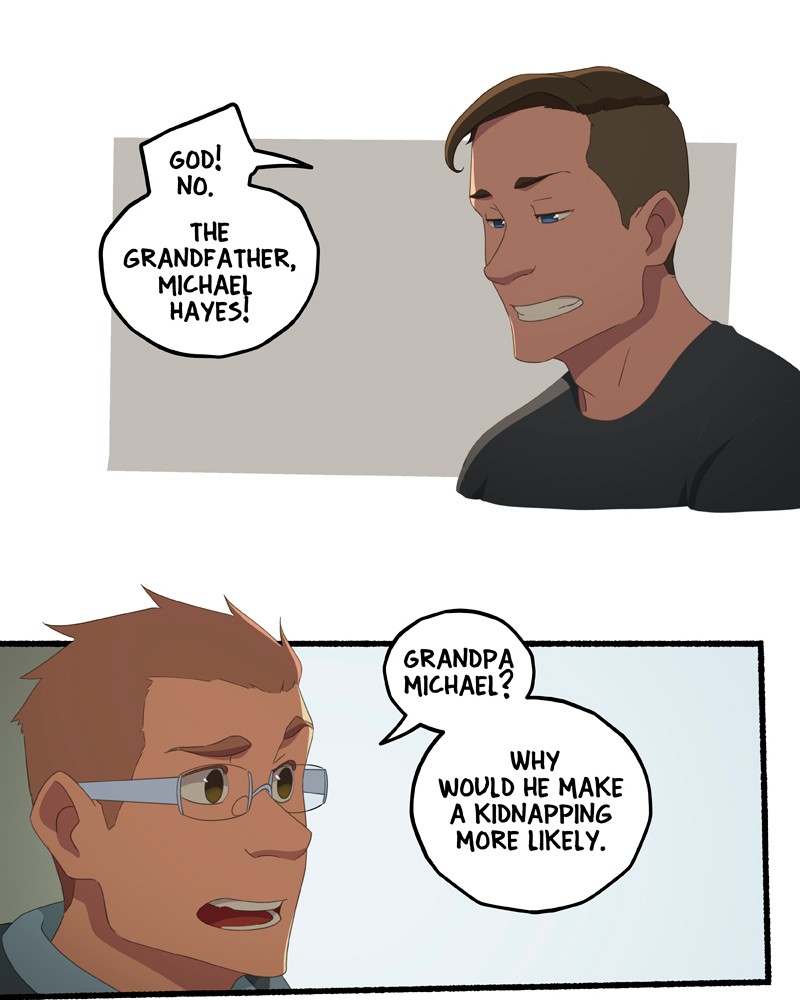 GOD!
NO.
THE
GRANDFATHER,
MICHAEL
HAYES!
GRANDPA
MICHAEL?
WHY
WOULD HE MAKE
A KIDNAPPING
MORE LIKELY.